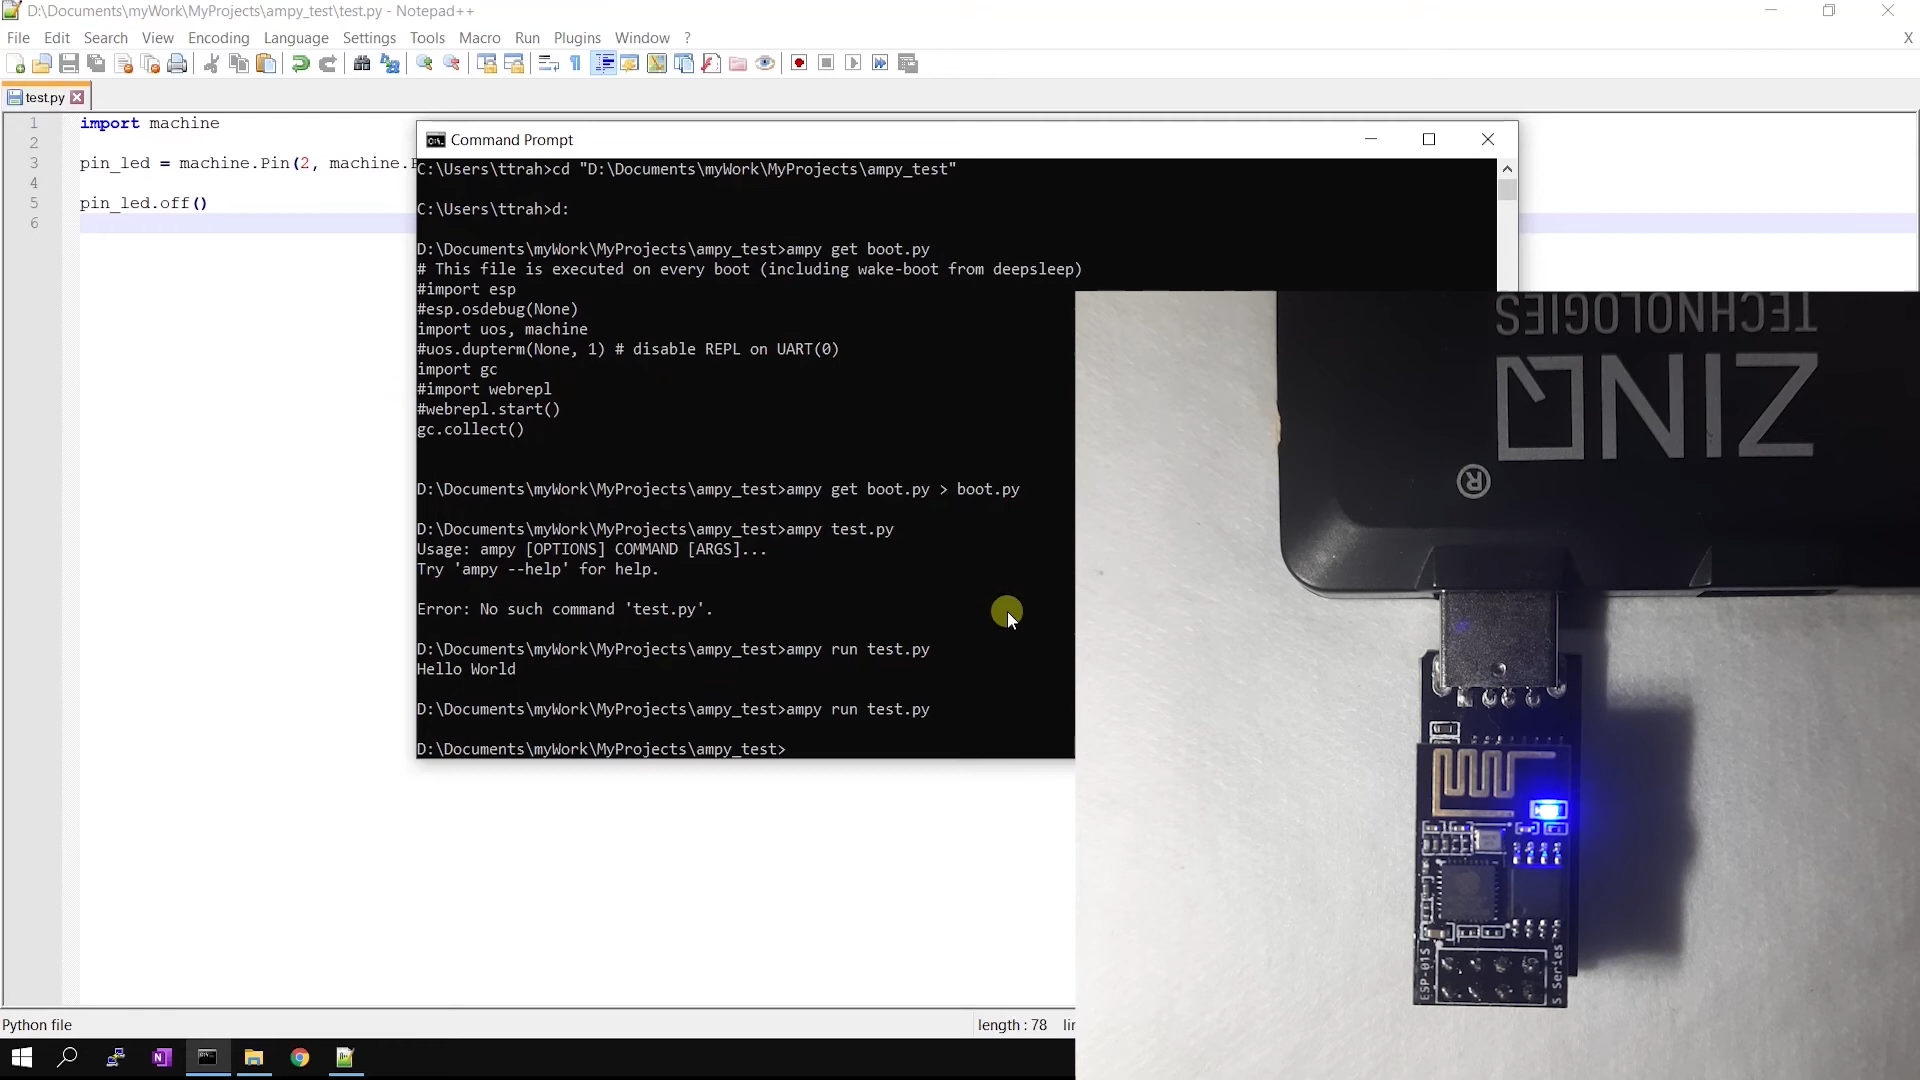 D:\Documents\myWork\MyProjects\ampy_test\test.py - Notepad++
File Edit Search View Encoding Language Settings Tools Macro Run Plugins Window ? X
test.py
1 import machine
2
3 pin_led = machine.Pin(2, machine.P
4
5 pin_led.off()
6
Command Prompt
C:\Users\ttrah>cd "D:\Documents\myWork\MyProjects\ampy_test"
C:\Users\ttrah>d:
D:\Documents\myWork\MyProjects\ampy_test>ampy get boot.py
# This file is executed on every boot (including wake-boot from deepsleep)
#import esp
#esp.osdebug(None)
import uos, machine
#uos.dupterm(None, 1) # disable REPL on UART(0)
import gc
#import webrepl
#webrepl.start()
gc.collect()
D:\Documents\myWork\MyProjects\ampy_test>ampy get boot.py > boot.py
D:\Documents\myWork\MyProjects\ampy_test>ampy test.py
Usage: ampy [OPTIONS] COMMAND [ARGS]...
Try 'ampy --help' for help.
Error: No such command 'test.py'.
D:\Documents\myWork\MyProjects\ampy_test>ampy run test.py
Hello World
D:\Documents\myWork\MyProjects\ampy_test>ampy run test.py
D:\Documents\myWork\MyProjects\ampy_test>
ZINQ ®
TECHNOLOGIES
ESP-01S
S Series
Python file
length : 78 lin